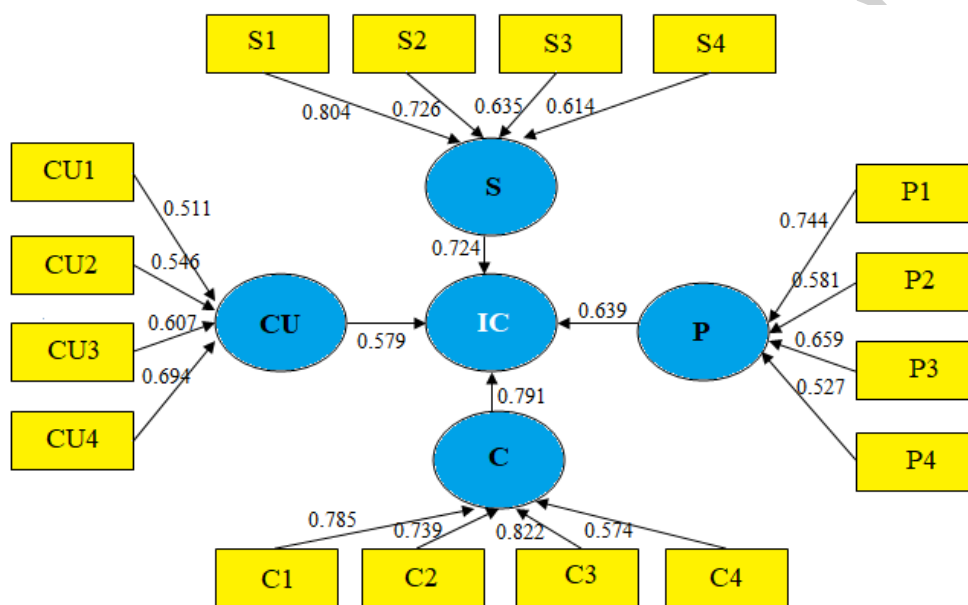 S1 S2 S3 S4
0.804 0.726 0.635 0.614
CU1
CU2
CU3
CU4
0.511
0.546
0.607
0.694
S
0.724
CU
0.579
IC
0.639
P
0.744
0.581
0.659
0.527
P1
P2
P3
P4
0.791
C
0.785 0.739 0.822 0.574
C1 C2 C3 C4